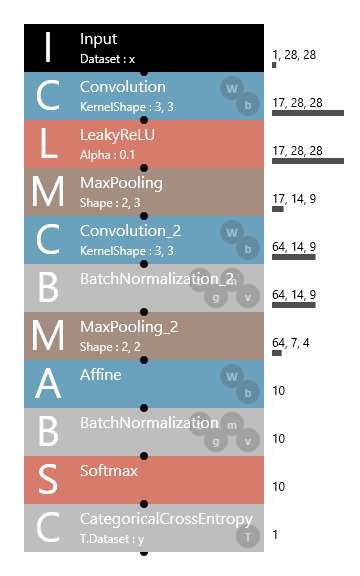 I Input 1, 28, 28
Dataset : x
C Convolution W 17, 28, 28
KernelShape : 3, 3 b
L LeakyReLU 17, 28, 28
Alpha : 0.1
M MaxPooling 17, 14, 9
Shape : 2, 3
C Convolution_2 W 64, 14, 9
KernelShape : 3, 3 b
B BatchNormalization_2 m 64, 14, 9
g v
M MaxPooling_2 64, 7, 4
Shape : 2, 2
A Affine W 10
b
B BatchNormalization m 10
g v
S Softmax 10
C CategoricalCrossEntropy 1
T.Dataset : y T